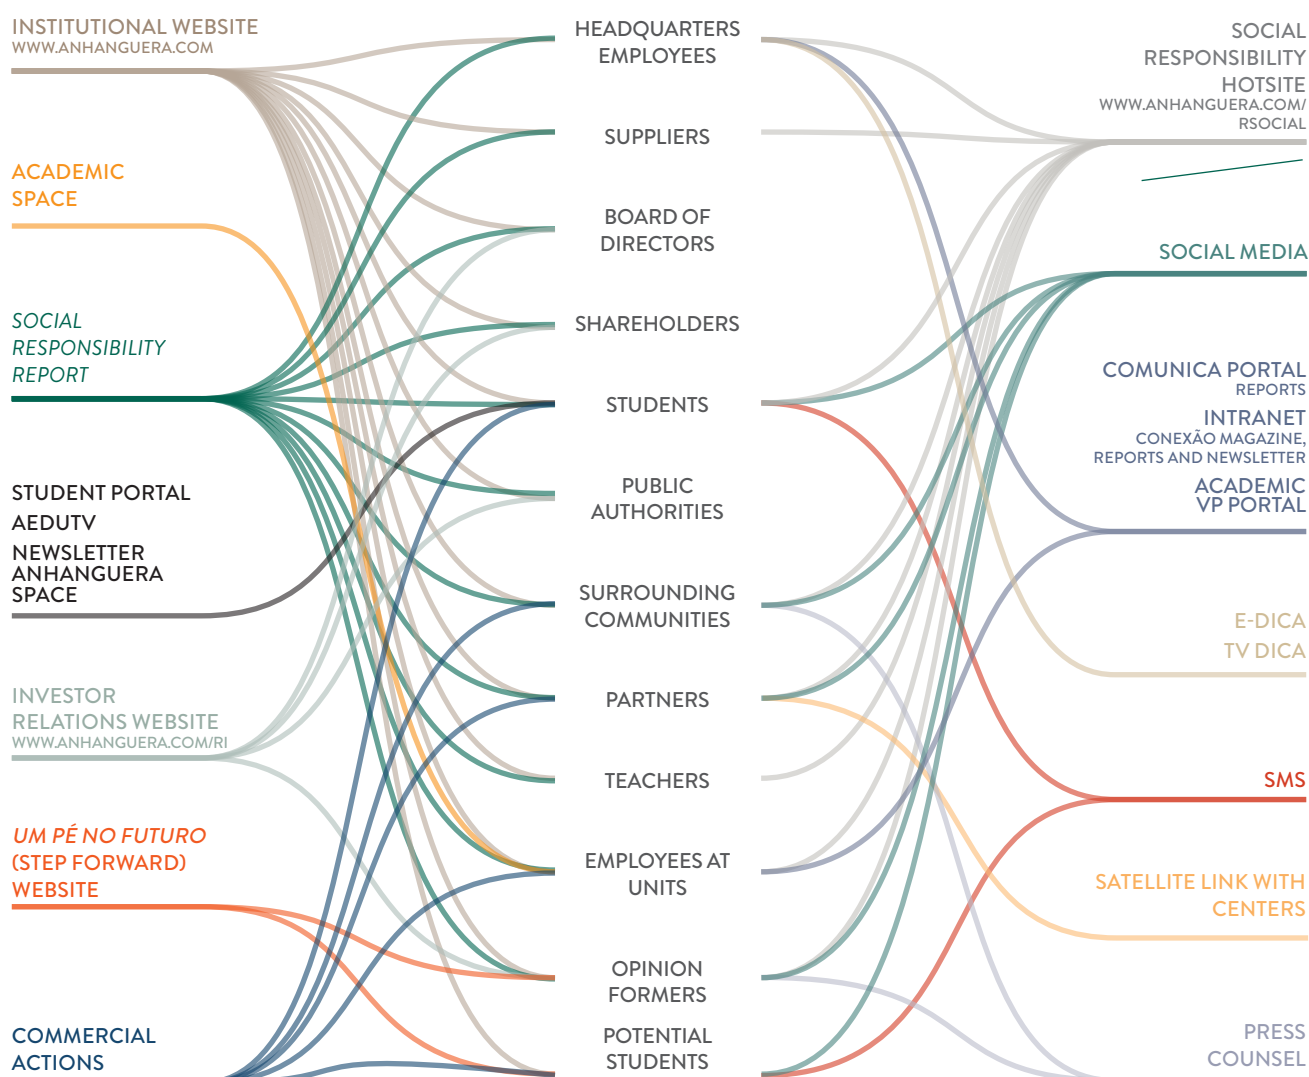 INSTITUTIONAL WEBSITE
WWW.ANHANGUERA.COM
ACADEMIC
SPACE
SOCIAL
RESPONSIBILITY
REPORT
STUDENT PORTAL
AEDUTV
NEWSLETTER
ANHANGUERA
SPACE
INVESTOR
RELATIONS WEBSITE
WWW.ANHANGUERA.COM/RI
UM PÉ NO FUTURO
(STEP FORWARD)
WEBSITE
COMMERCIAL
ACTIONS
HEADQUARTERS
EMPLOYEES
SUPPLIERS
BOARD OF
DIRECTORS
SHAREHOLDERS
STUDENTS
PUBLIC
AUTHORITIES
SURROUNDING
COMMUNITIES
PARTNERS
TEACHERS
EMPLOYEES AT
UNITS
OPINION
FORMERS
POTENTIAL
STUDENTS
SOCIAL
RESPONSIBILITY
HOTSITE
WWW.ANHANGUERA.COM/
RSOCIAL
SOCIAL MEDIA
COMUNICA PORTAL
REPORTS
INTRANET
CONEXÃO MAGAZINE,
REPORTS AND NEWSLETTER
ACADEMIC
VP PORTAL
E-DICA
TV DICA
SMS
SATELLITE LINK WITH
CENTERS
PRESS
COUNSEL